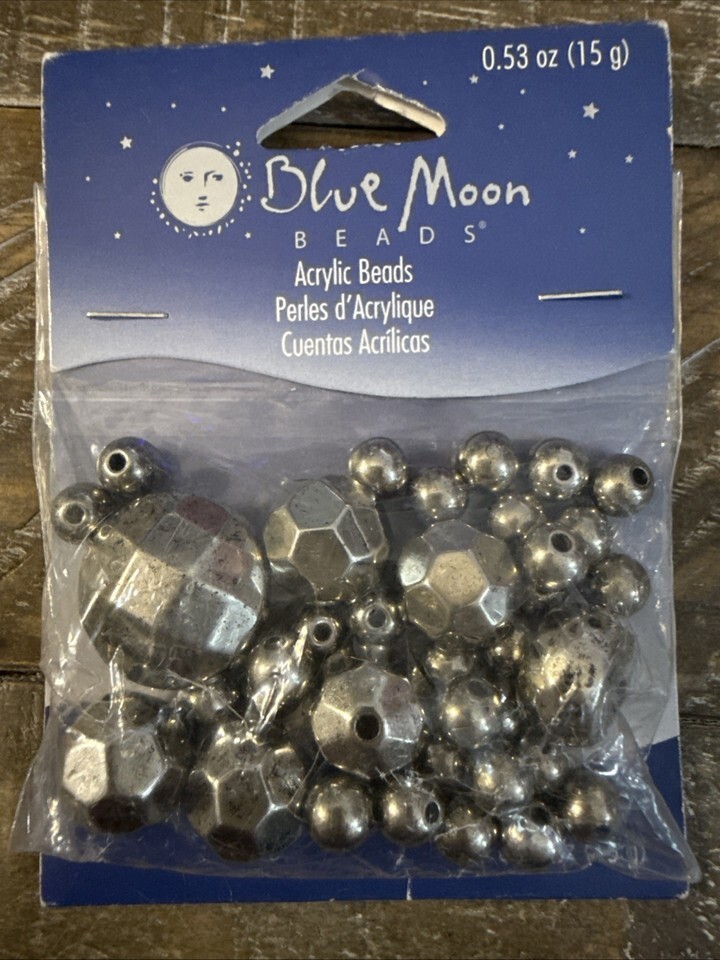 0.53 oz (15 g)
Blue Moon
BEADS®
Acrylic Beads
Perles d'Acrylique
Cuentas Acrílicas